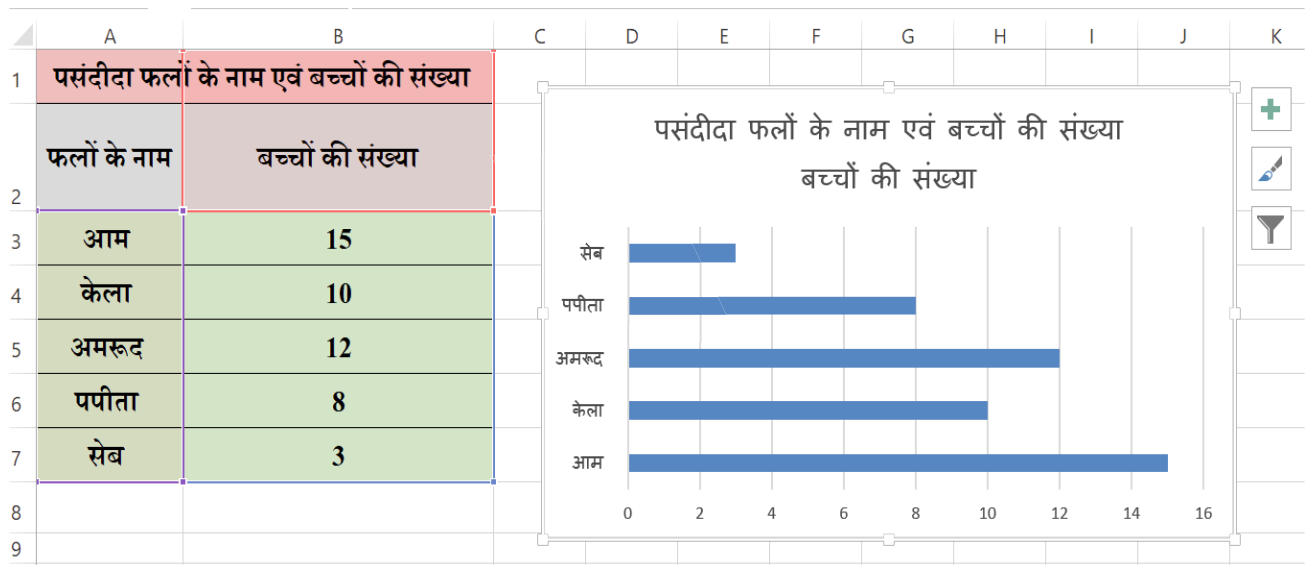 A B C D E F G H I J K
1 पसंदीदा फलों के नाम एवं बच्चों की संख्या
2 फलों के नाम बच्चों की संख्या
3 आम 15
4 केला 10
5 अमरूद 12
6 पपीता 8
7 सेब 3
8
9
पसंदीदा फलों के नाम एवं बच्चों की संख्या
बच्चों की संख्या
सेब
पपीता
अमरूद
केला
आम
0 2 4 6 8 10 12 14 16